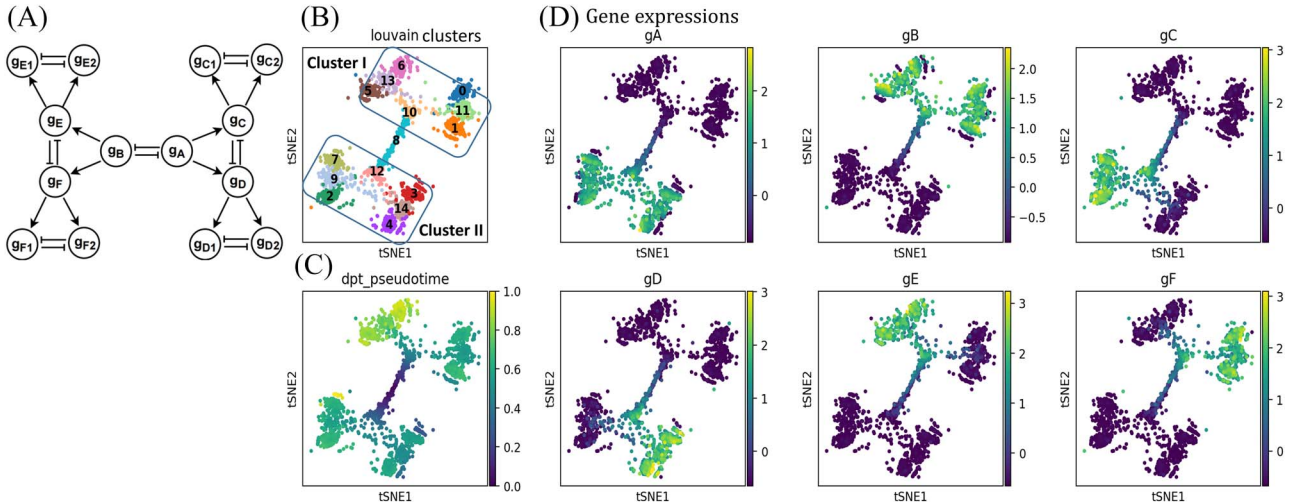 (A)
gE1 gE2 gC1 gC2
gE gC
gB gA
gF gD
gF1 gF2 gD1 gD2
(B)
louvain clusters
Cluster I
6
13
5
0
11
10
1
8
7
12
9
3
2
14
4
Cluster II
tSNE2
tSNE1
(C)
dpt_pseudotime
1.0
0.8
0.6
0.4
0.2
0.0
tSNE2
tSNE1
(D) Gene expressions
gA
2
1
0
tSNE2
tSNE1
gB
2.0
1.5
1.0
0.5
0.0
−0.5
tSNE2
tSNE1
gC
3
2
1
0
tSNE2
tSNE1
gD
3
2
1
0
tSNE2
tSNE1
gE
3
2
1
0
tSNE2
tSNE1
gF
3
2
1
0
tSNE2
tSNE1